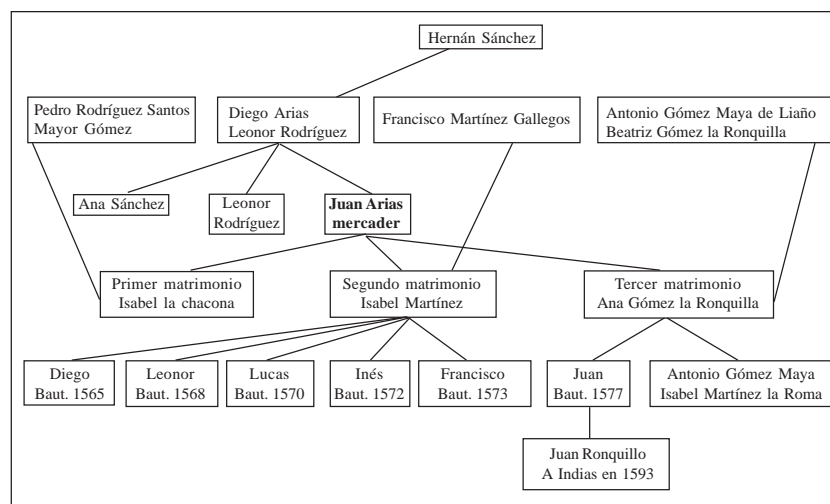 Hernán Sánchez
Pedro Rodríguez Santos
Mayor Gómez
Diego Arias
Leonor Rodríguez
Francisco Martínez Gallegos
Antonio Gómez Maya de Liaño
Beatriz Gómez la Ronquilla
Ana Sánchez
Leonor
Rodríguez
Juan Arias
mercader
Primer matrimonio
Isabel la chacona
Segundo matrimonio
Isabel Martínez
Tercer matrimonio
Ana Gómez la Ronquilla
Diego
Baut. 1565
Leonor
Baut. 1568
Lucas
Baut. 1570
Inés
Baut. 1572
Francisco
Baut. 1573
Juan
Baut. 1577
Antonio Gómez Maya
Isabel Martínez la Roma
Juan Ronquillo
A Indias en 1593